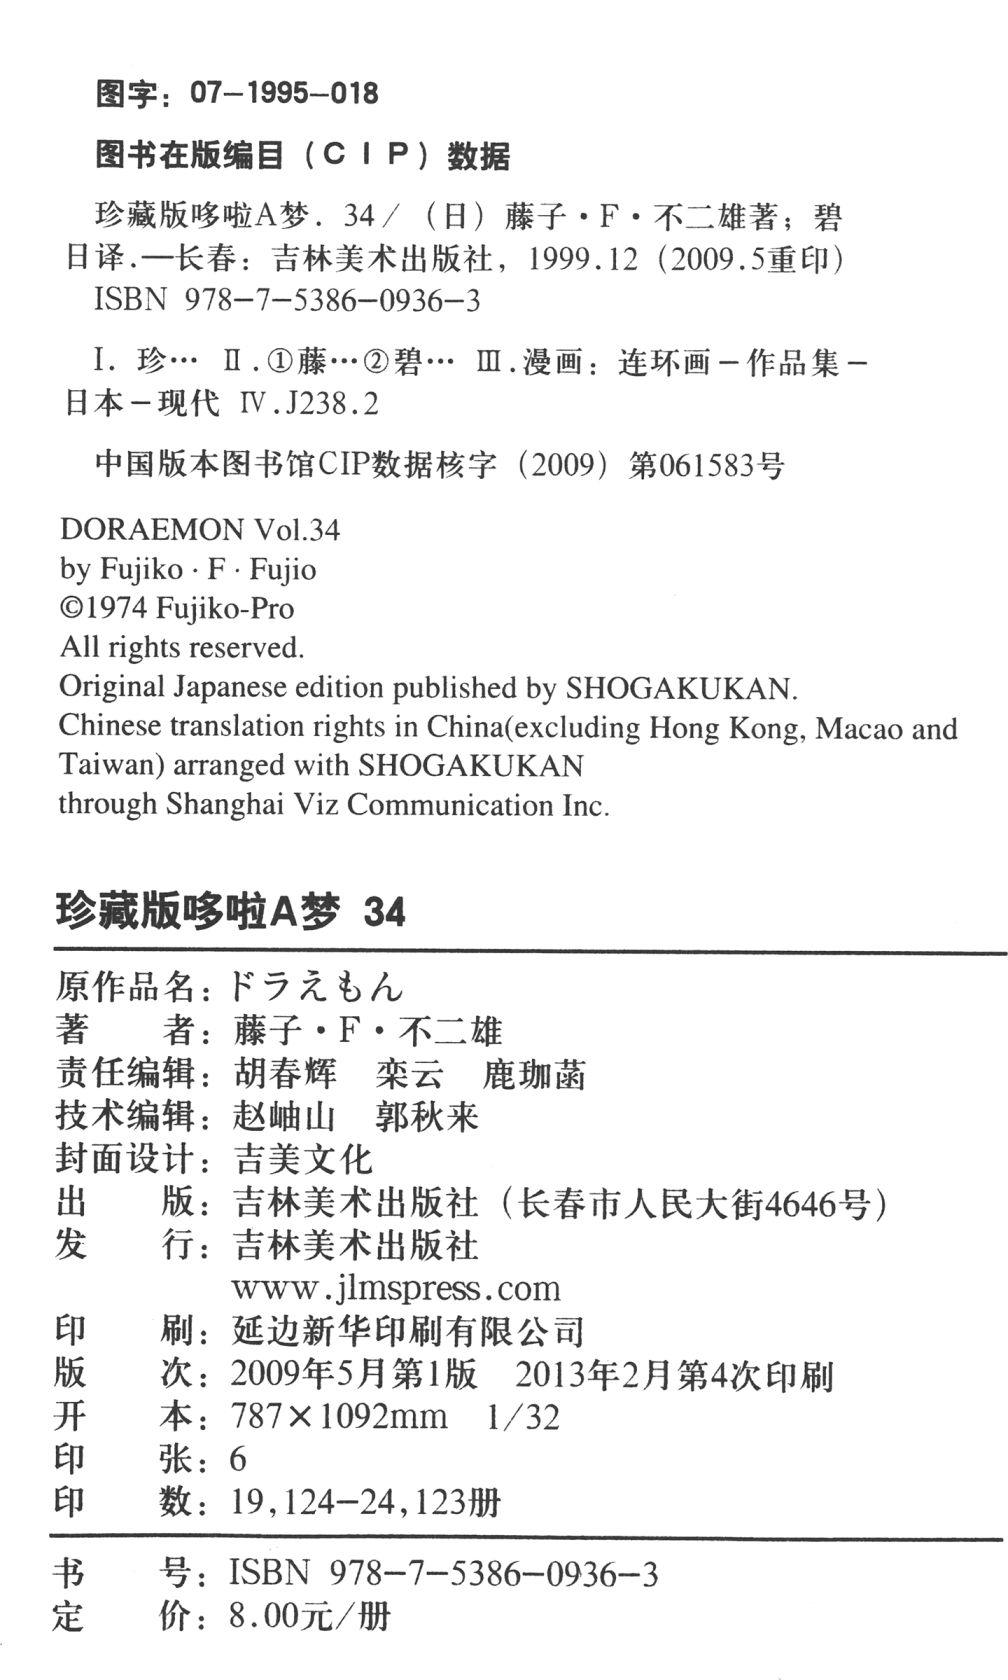 图字：07-1995-018
图书在版编目（CIP）数据
珍藏版哆啦A梦．34／（日）藤子·F·不二雄著；碧
日译.—长春：吉林美术出版社，1999.12（2009.5重印）
ISBN 978-7-5386-0936-3
Ⅰ. 珍… Ⅱ.①藤…②碧… Ⅲ.漫画：连环画－作品集－
日本－现代 Ⅳ.J238.2
中国版本图书馆CIP数据核字（2009）第061583号
DORAEMON Vol.34
by Fujiko · F · Fujio
©1974 Fujiko-Pro
All rights reserved.
Original Japanese edition published by SHOGAKUKAN.
Chinese translation rights in China(excluding Hong Kong, Macao and
Taiwan) arranged with SHOGAKUKAN
through Shanghai Viz Communication Inc.
珍藏版哆啦A梦 34
原作品名：ドラえもん
著　　者：藤子·F·不二雄
责任编辑：胡春辉　栾云　鹿珈菡
技术编辑：赵岫山　郭秋来
封面设计：吉美文化
出　　版：吉林美术出版社（长春市人民大街4646号）
发　　行：吉林美术出版社
www.jlmspress.com
印　　刷：延边新华印刷有限公司
版　　次：2009年5月第1版　2013年2月第4次印刷
开　　本：787×1092mm　1/32
印　　张：6
印　　数：19,124-24,123册
书　　号：ISBN 978-7-5386-0936-3
定　　价：8.00元/册